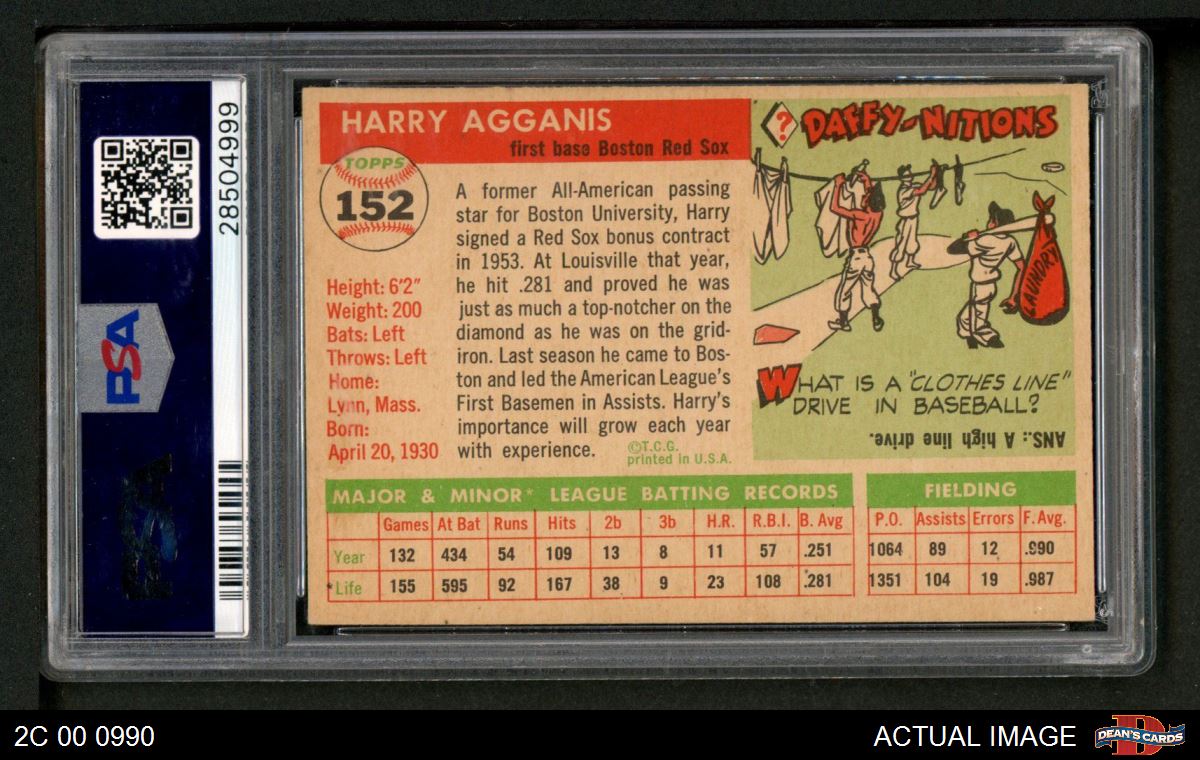 28504999
PSA
HARRY AGGANIS
first base Boston Red Sox
TOPPS
152
Height: 6'2"
Weight: 200
Bats: Left
Throws: Left
Home:
Lynn, Mass.
Born:
April 20, 1930
A former All-American passing
star for Boston University, Harry
signed a Red Sox bonus contract
in 1953. At Louisville that year,
he hit .281 and proved he was
just as much a top-notcher on the
diamond as he was on the grid-
iron. Last season he came to Bos-
ton and led the American League's
First Basemen in Assists. Harry's
importance will grow each year
with experience.
©T.C.G.
printed in U.S.A.
?
DAFFY-NITIONS
LAUNDRY
WHAT IS A "CLOTHES LINE"
DRIVE IN BASEBALL?
ANS.: A high line drive.
MAJOR & MINOR* LEAGUE BATTING RECORDS
Games At Bat Runs Hits 2b 3b H.R. R.B.I. B. Avg
Year 132 434 54 109 13 8 11 57 .251
*Life 155 595 92 167 38 9 23 108 .281
FIELDING
P.O. Assists Errors F. Avg.
1064 89 12 .990
1351 104 19 .987
PSA
2C 00 0990
ACTUAL IMAGE
DEAN'S CARDS